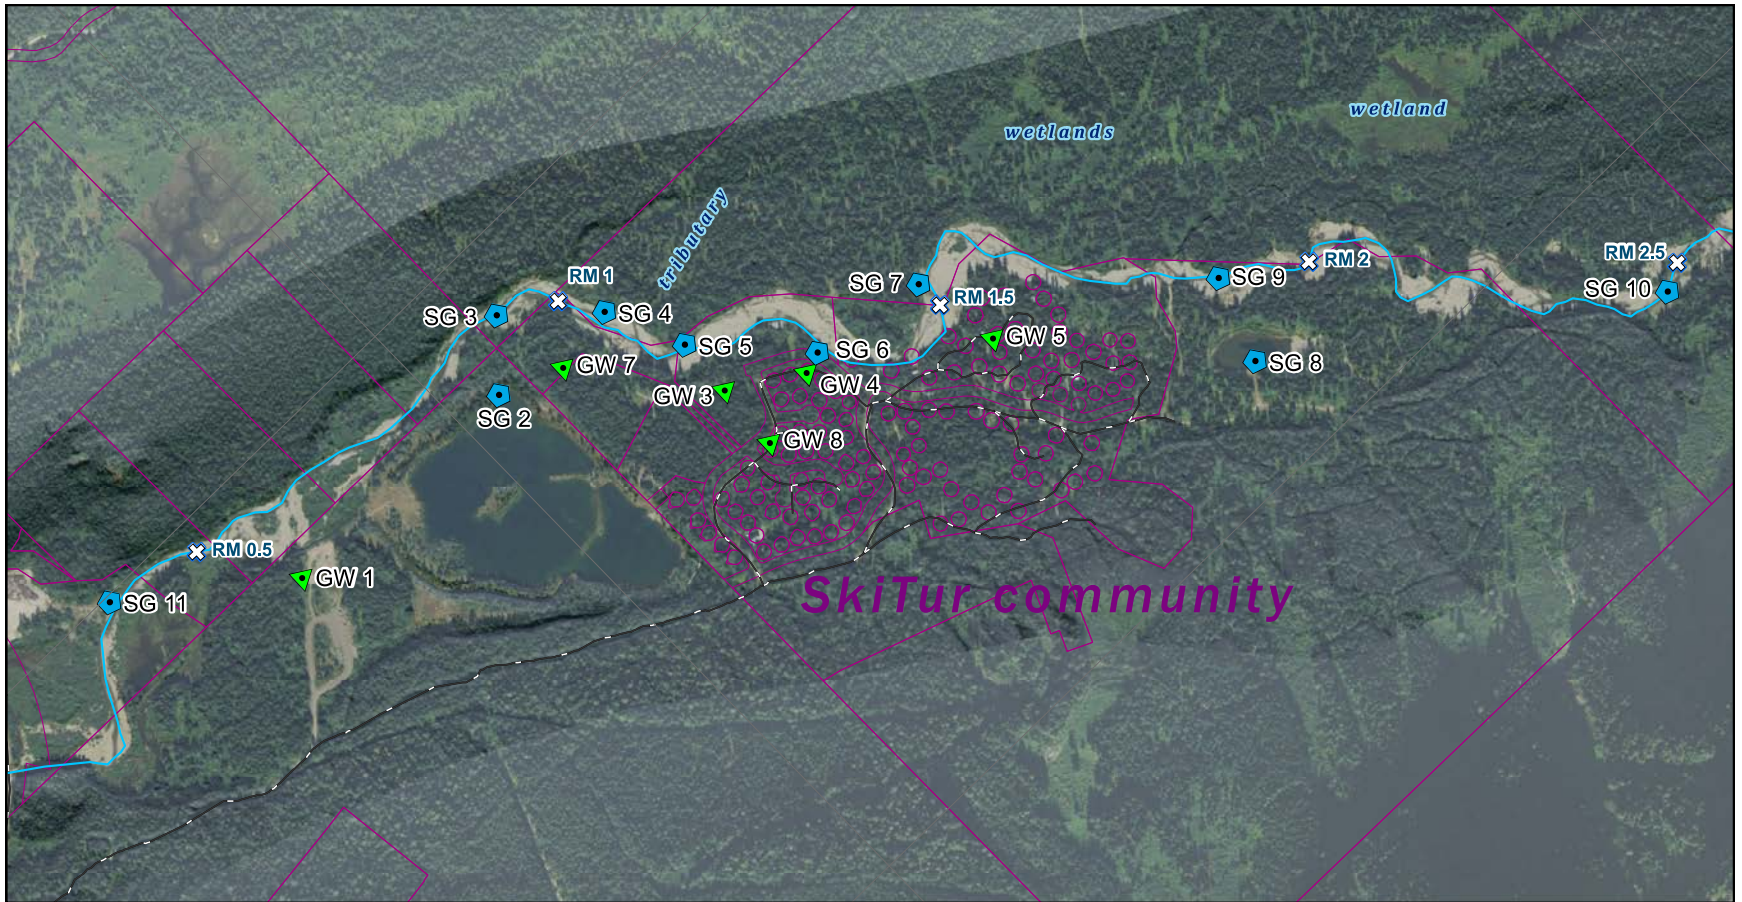 wetland
wetlands
tributary
RM 2.5
RM 2
RM 1
SG 9
SG 7
SG 10
RM 1.5
SG 3
SG 4
GW 5
SG 5
SG 6
SG 8
GW 7
GW 4
GW 3
SG 2
GW 8
RM 0.5
GW 1
SG 11
SkiTur community